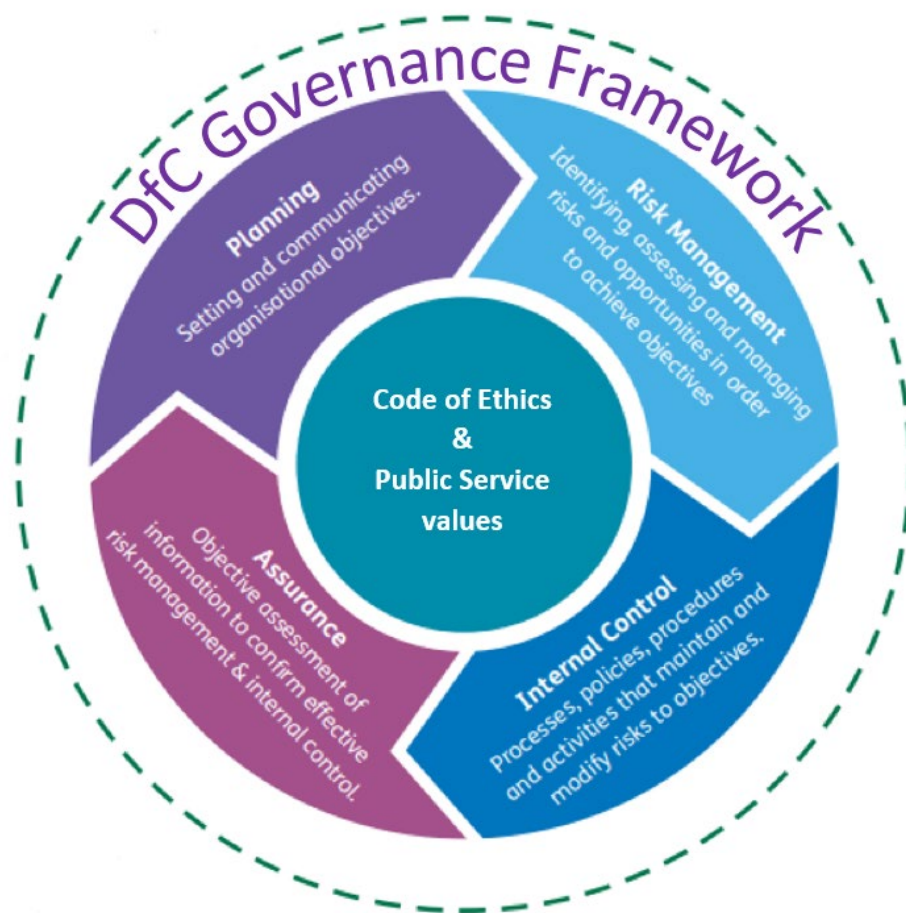 DfC Governance Framework
Planning
Setting and communicating
organisational objectives.
Risk Management
Identifying, assessing and managing
risks and opportunities in order
to achieve objectives
Code of Ethics
&
Public Service
values
Internal Control
Processes, policies, procedures
and activities that maintain and
modify risks to objectives.
Assurance
Objective assessment of
information to confirm effective
risk management & internal control.